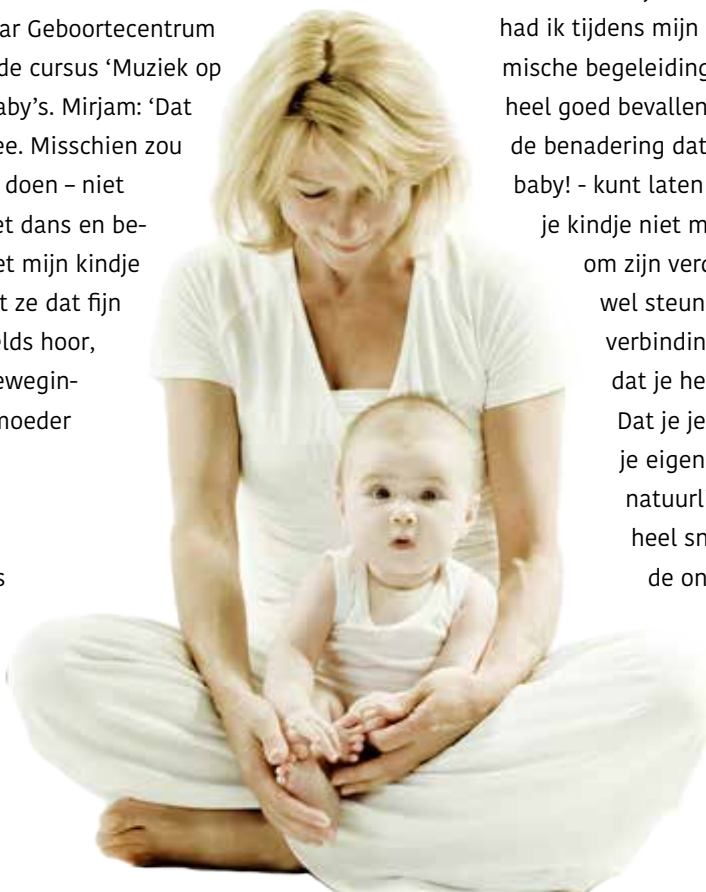 ar Geboortecentrum
de cursus ‘Muziek op
aby’s. Mirjam: ‘Dat
ee. Misschien zou
doen – niet
et dans en be-
et mijn kindje
t ze dat fijn
elds hoor,
ewegin-
moeder
s
had ik tijdens mijn
mische begeleiding
heel goed bevallen
de benadering dat
baby! - kunt laten
je kindje niet m
om zijn verd
wel steun
verbindin
dat je he
Dat je je
je eigen
natuurl
heel sn
de on